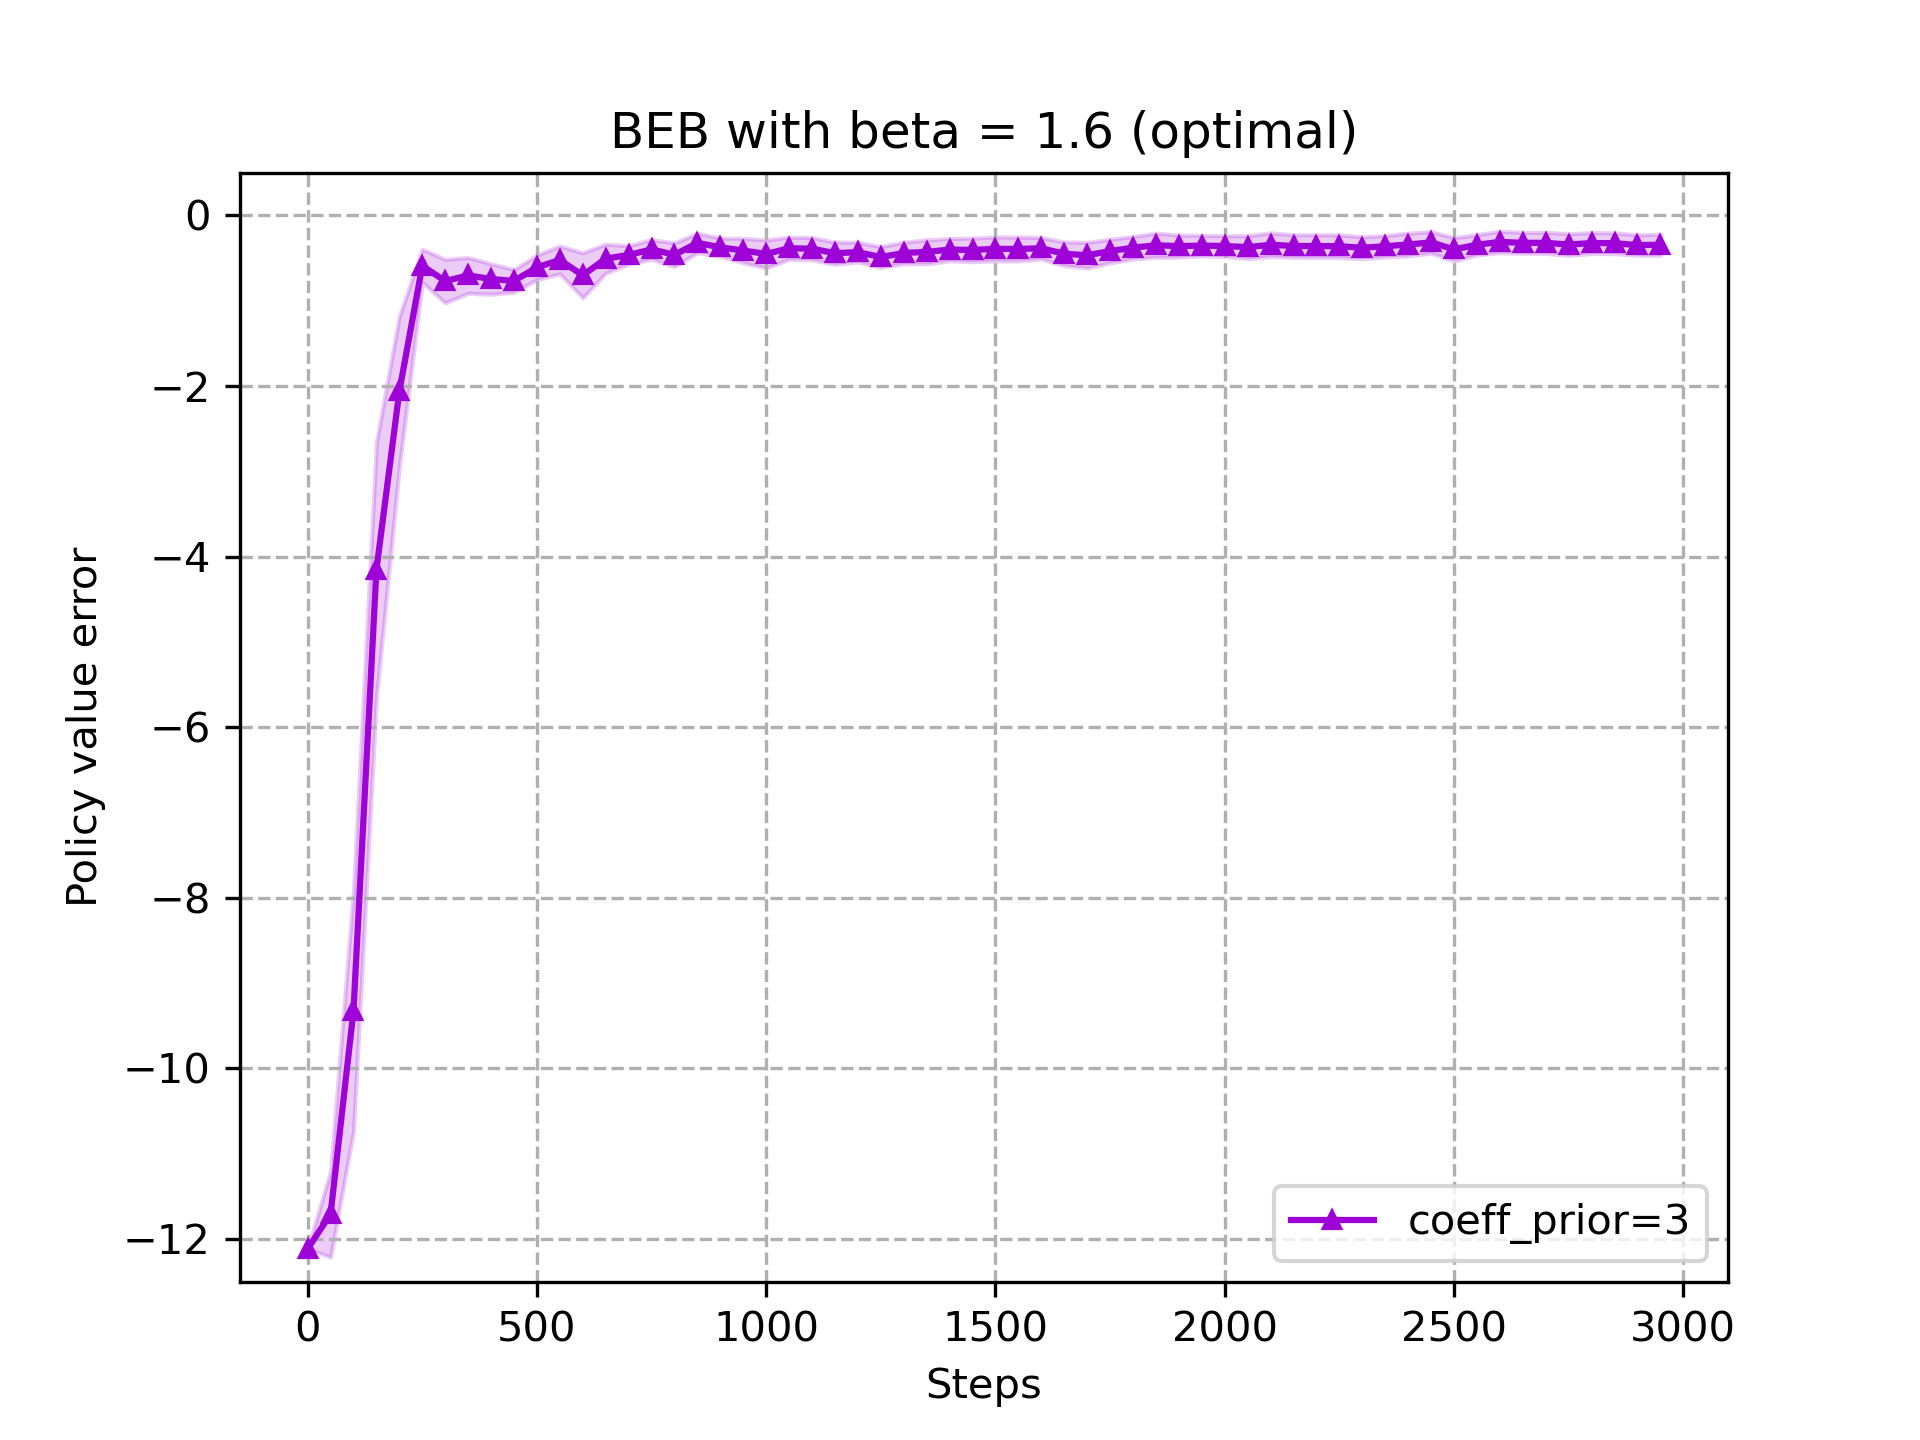 BEB with beta = 1.6 (optimal)
0
−2
−4
−6
−8
−10
−12
Policy value error
coeff_prior=3
0 500 1000 1500 2000 2500 3000
Steps